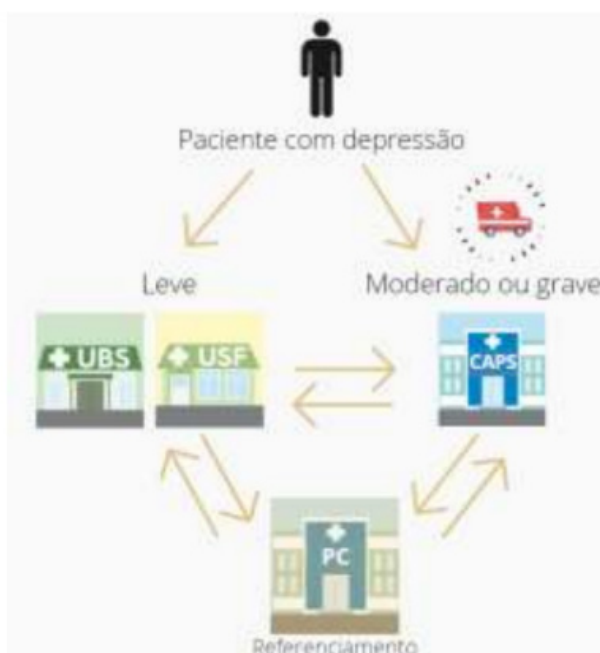 Paciente com depressão
Leve
Moderado ou grave
UBS
USF
CAPS
PC
Referenciamento